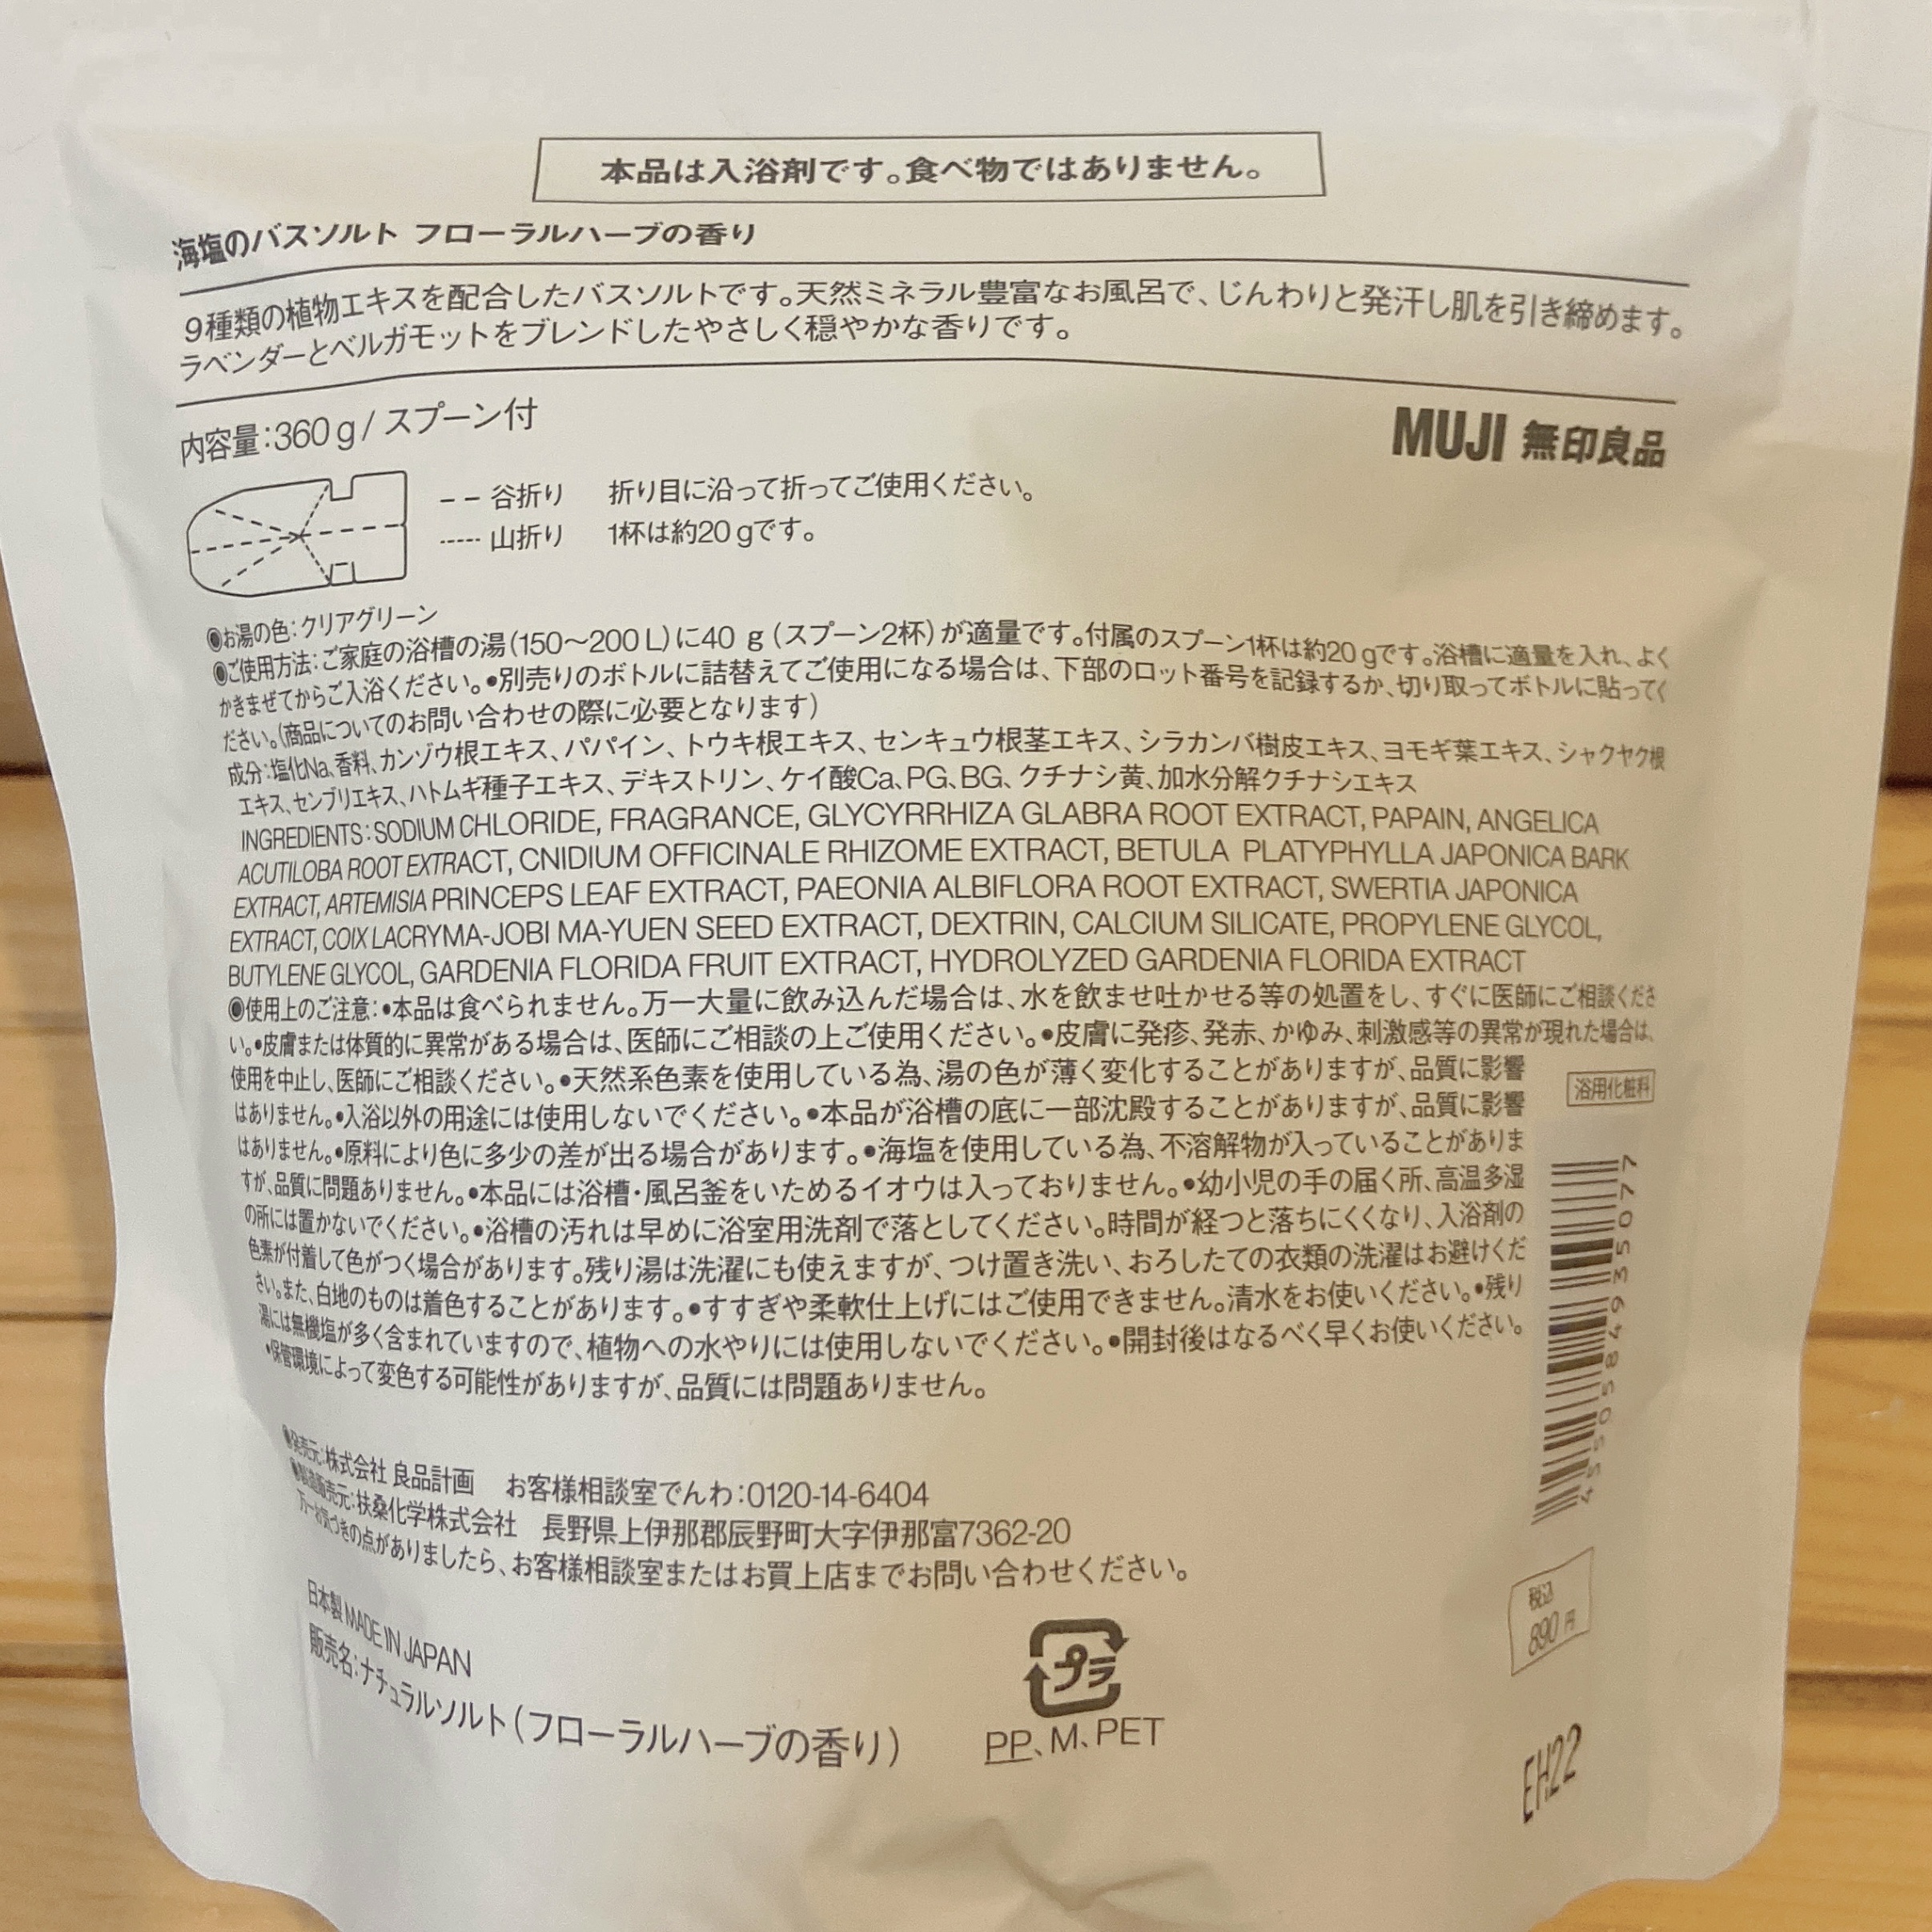 本品は入浴剤です。食べ物ではありません。
海塩のバスソルト フローラルハーブの香り
9種類の植物エキスを配合したバスソルトです。天然ミネラル豊富なお風呂で、じんわりと発汗し肌を引き締めます。
ラベンダーとベルガモットをブレンドしたやさしく穏やかな香りです。
内容量:360g/スプーン付
MUJI 無印良品
谷折り 折り目に沿って折ってご使用ください。
山折り 1杯は約20gです。
◉お湯の色:クリアグリーン
◉ご使用方法:ご家庭の浴槽の湯(150〜200L)に40 g(スプーン2杯)が適量です。付属のスプーン1杯は約20gです。浴槽に適量を入れ、よく
かきまぜてからご入浴ください。•別売りのボトルに詰替えてご使用になる場合は、下部のロット番号を記録するか、切り取ってボトルに貼ってく
ださい。(商品についてのお問い合わせの際に必要となります)
成分:塩化Na、香料、カンゾウ根エキス、パパイン、トウキ根エキス、センキュウ根茎エキス、シラカンバ樹皮エキス、ヨモギ葉エキス、シャクヤク根
エキス、センブリエキス、ハトムギ種子エキス、デキストリン、ケイ酸Ca、PG、BG、クチナシ黄、加水分解クチナシエキス
INGREDIENTS:SODIUM CHLORIDE, FRAGRANCE, GLYCYRRHIZA GLABRA ROOT EXTRACT, PAPAIN, ANGELICA
ACUTILOBA ROOT EXTRACT, CNIDIUM OFFICINALE RHIZOME EXTRACT, BETULA PLATYPHYLLA JAPONICA BARK
EXTRACT, ARTEMISIA PRINCEPS LEAF EXTRACT, PAEONIA ALBIFLORA ROOT EXTRACT, SWERTIA JAPONICA
EXTRACT, COIX LACRYMA-JOBI MA-YUEN SEED EXTRACT, DEXTRIN, CALCIUM SILICATE, PROPYLENE GLYCOL,
BUTYLENE GLYCOL, GARDENIA FLORIDA FRUIT EXTRACT, HYDROLYZED GARDENIA FLORIDA EXTRACT
◉使用上のご注意:•本品は食べられません。万一大量に飲み込んだ場合は、水を飲ませ吐かせる等の処置をし、すぐに医師にご相談くださ
い。•皮膚または体質的に異常がある場合は、医師にご相談の上ご使用ください。•皮膚に発疹、発赤、かゆみ、刺激感等の異常が現れた場合は、
使用を中止し、医師にご相談ください。•天然系色素を使用している為、湯の色が薄く変化することがありますが、品質に影響
はありません。•入浴以外の用途には使用しないでください。•本品が浴槽の底に一部沈殿することがありますが、品質に影響
はありません。•原料により色に多少の差が出る場合があります。•海塩を使用している為、不溶解物が入っていることがありま
すが、品質に問題ありません。•本品には浴槽・風呂釜をいためるイオウは入っておりません。•幼小児の手の届く所、高温多湿
の所には置かないでください。•浴槽の汚れは早めに浴室用洗剤で落としてください。時間が経つと落ちにくくなり、入浴剤の
色素が付着して色がつく場合があります。残り湯は洗濯にも使えますが、つけ置き洗い、おろしたての衣類の洗濯はお避けくだ
さい。また、白地のものは着色することがあります。•すすぎや柔軟仕上げにはご使用できません。清水をお使いください。•残り
湯には無機塩が多く含まれていますので、植物への水やりには使用しないでください。•開封後はなるべく早くお使いください。
•保管環境によって変色する可能性がありますが、品質には問題ありません。
浴用化粧料
4550584935077
◉発売元:株式会社 良品計画 お客様相談室でんわ:0120-14-6404
◉製造販売元:扶桑化学株式会社 長野県上伊那郡辰野町大字伊那富7362-20
万一お気づきの点がありましたら、お客様相談室またはお買上店までお問い合わせください。
日本製 MADE IN JAPAN
販売名:ナチュラルソルト(フローラルハーブの香り)
プラ
PP、M、PET
税込
890円
EH22